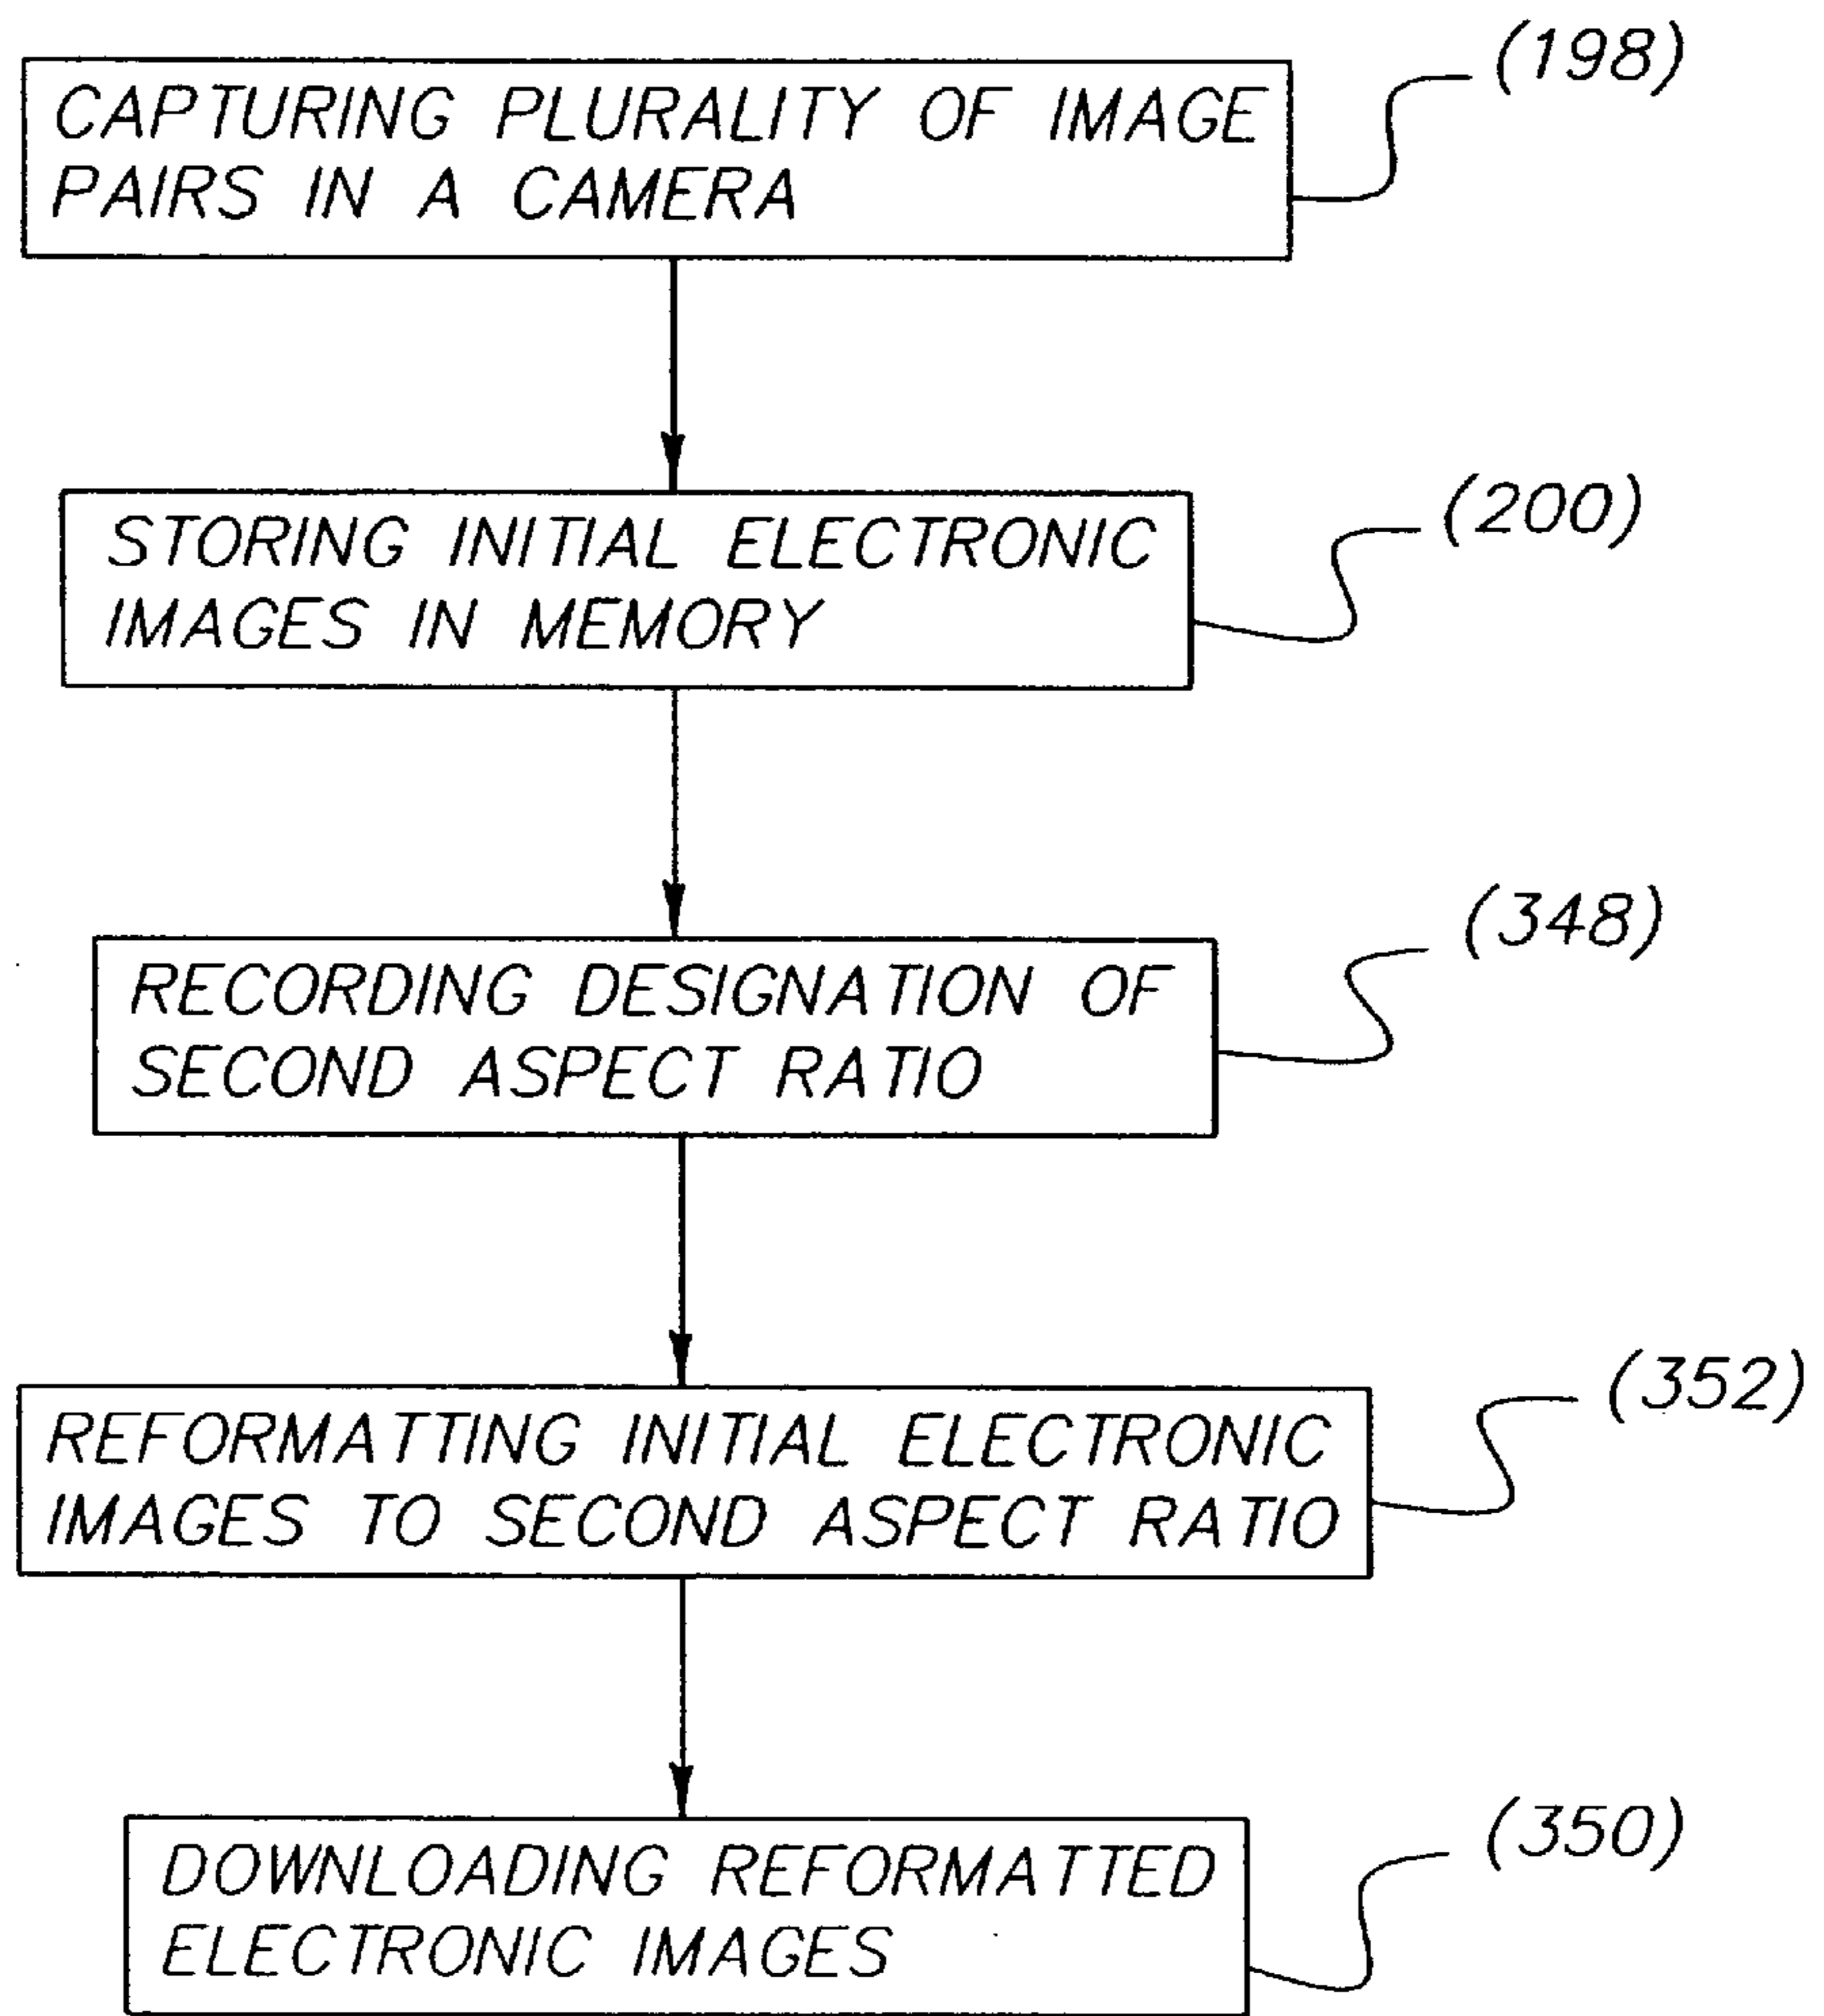 (198)
CAPTURING PLURALITY OF IMAGE
PAIRS IN A CAMERA
(200)
STORING INITIAL ELECTRONIC
IMAGES IN MEMORY
(348)
RECORDING DESIGNATION OF
SECOND ASPECT RATIO
(352)
REFORMATTING INITIAL ELECTRONIC
IMAGES TO SECOND ASPECT RATIO
(350)
DOWNLOADING REFORMATTED
ELECTRONIC IMAGES